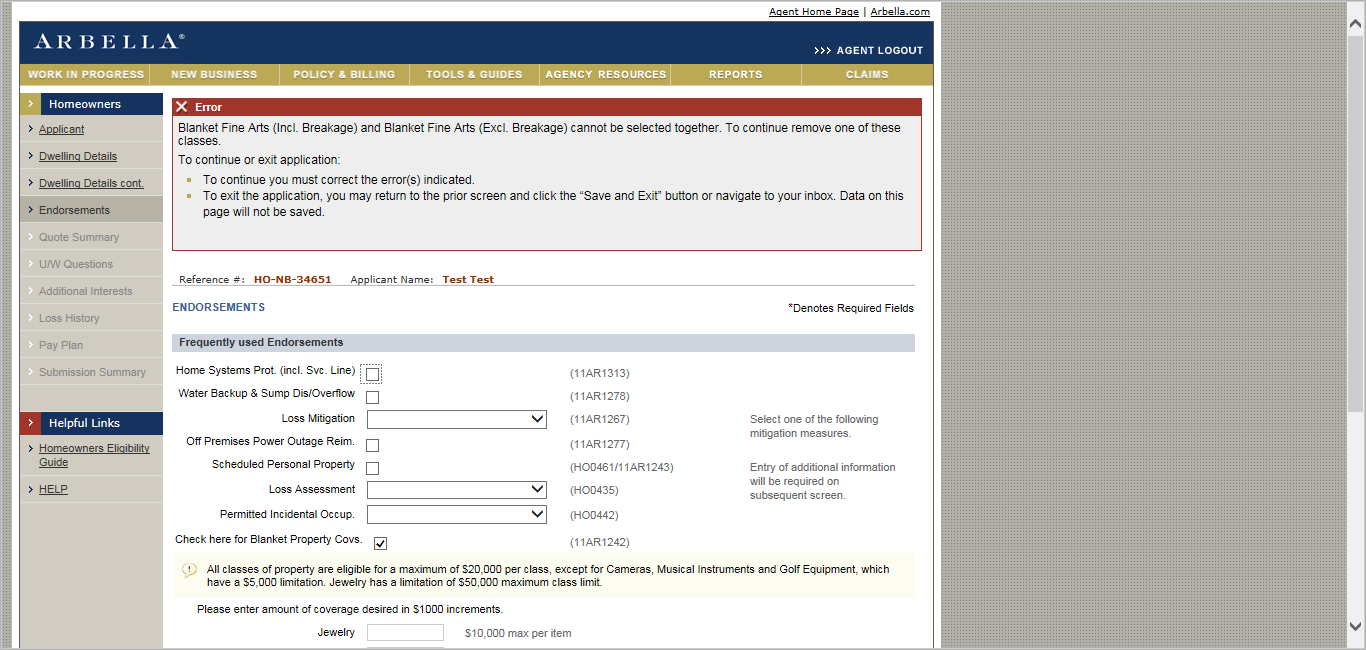 Agent Home Page | Arbella.com
ARBELLA®
>>> AGENT LOGOUT
WORK IN PROGRESS NEW BUSINESS POLICY & BILLING TOOLS & GUIDES AGENCY RESOURCES REPORTS CLAIMS
Homeowners
Applicant
Dwelling Details
Dwelling Details cont.
Endorsements
Quote Summary
U/W Questions
Additional Interests
Loss History
Pay Plan
Submission Summary
Helpful Links
Homeowners Eligibility
Guide
HELP
Error
Blanket Fine Arts (Incl. Breakage) and Blanket Fine Arts (Excl. Breakage) cannot be selected together. To continue remove one of these
classes.
To continue or exit application:
To continue you must correct the error(s) indicated.
To exit the application, you may return to the prior screen and click the “Save and Exit” button or navigate to your inbox. Data on this
page will not be saved.
Reference #: HO-NB-34651 Applicant Name: Test Test
ENDORSEMENTS *Denotes Required Fields
Frequently used Endorsements
Home Systems Prot. (incl. Svc. Line) (11AR1313)
Water Backup & Sump Dis/Overflow (11AR1278)
Loss Mitigation (11AR1267) Select one of the following
mitigation measures.
Off Premises Power Outage Reim. (11AR1277)
Scheduled Personal Property (HO0461/11AR1243) Entry of additional information
will be required on
subsequent screen.
Loss Assessment (HO0435)
Permitted Incidental Occup. (HO0442)
Check here for Blanket Property Covs. (11AR1242)
All classes of property are eligible for a maximum of $20,000 per class, except for Cameras, Musical Instruments and Golf Equipment, which
have a $5,000 limitation. Jewelry has a limitation of $50,000 maximum class limit.
Please enter amount of coverage desired in $1000 increments.
Jewelry $10,000 max per item